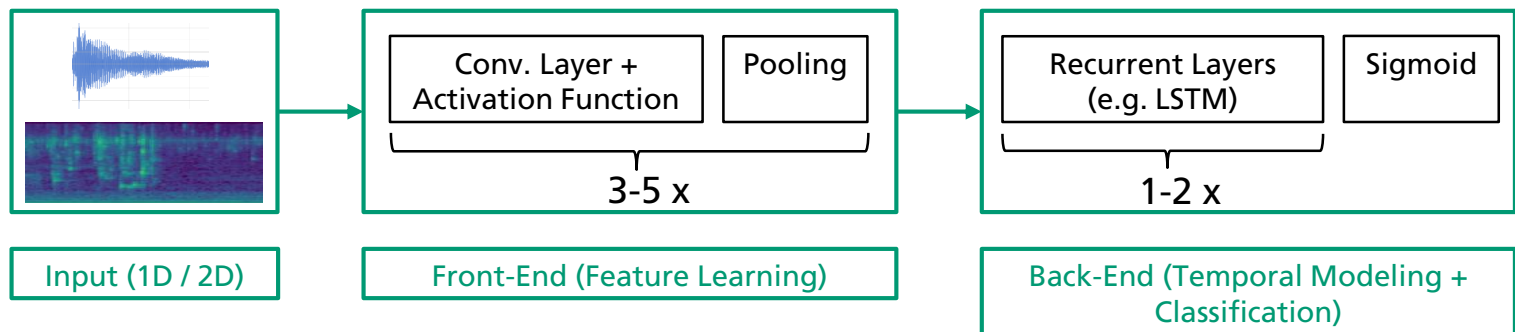 Conv. Layer +
Activation Function
Pooling
3-5 x
Recurrent Layers
(e.g. LSTM)
Sigmoid
1-2 x
Input (1D / 2D)
Front-End (Feature Learning)
Back-End (Temporal Modeling +
Classification)